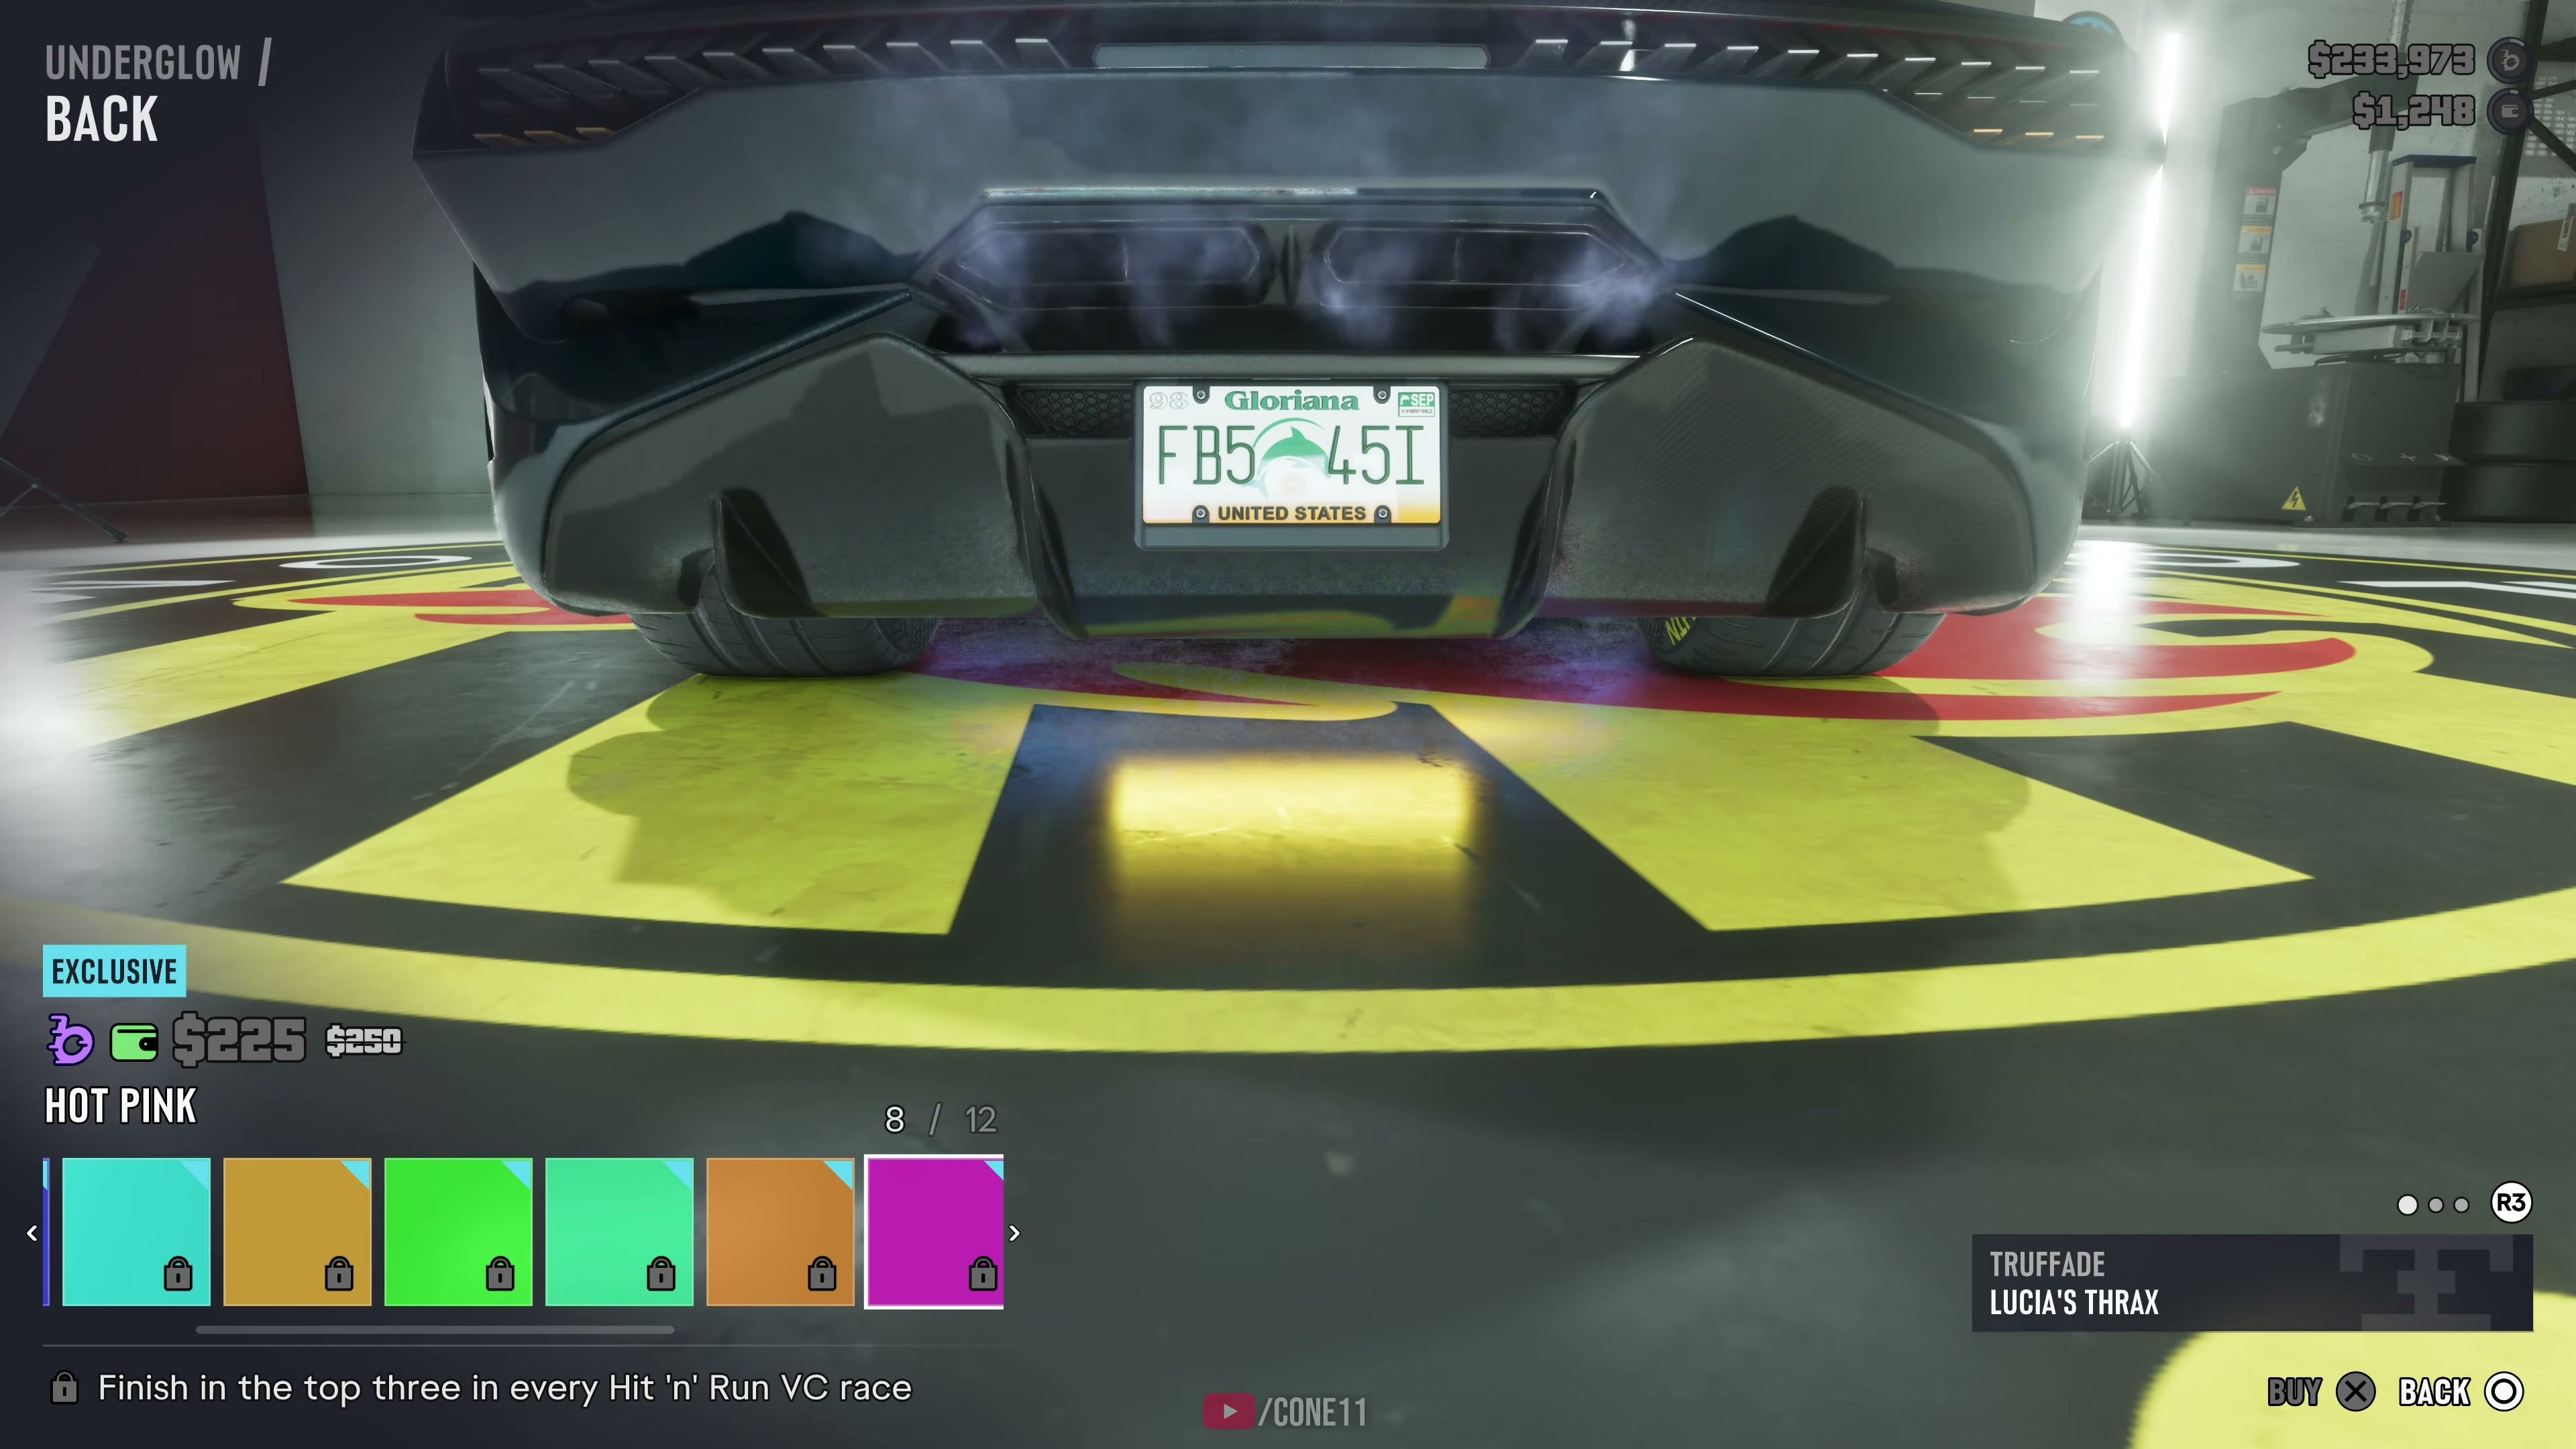 UNDERGLOW /
BACK
$233,973
$1,248
98 Gloriana SEP
FB5 45I
UNITED STATES
EXCLUSIVE
$225 $250
HOT PINK
8 / 12
R3
TRUFFADE
LUCIA'S THRAX
Finish in the top three in every Hit 'n' Run VC race
/CONE11
BUY BACK